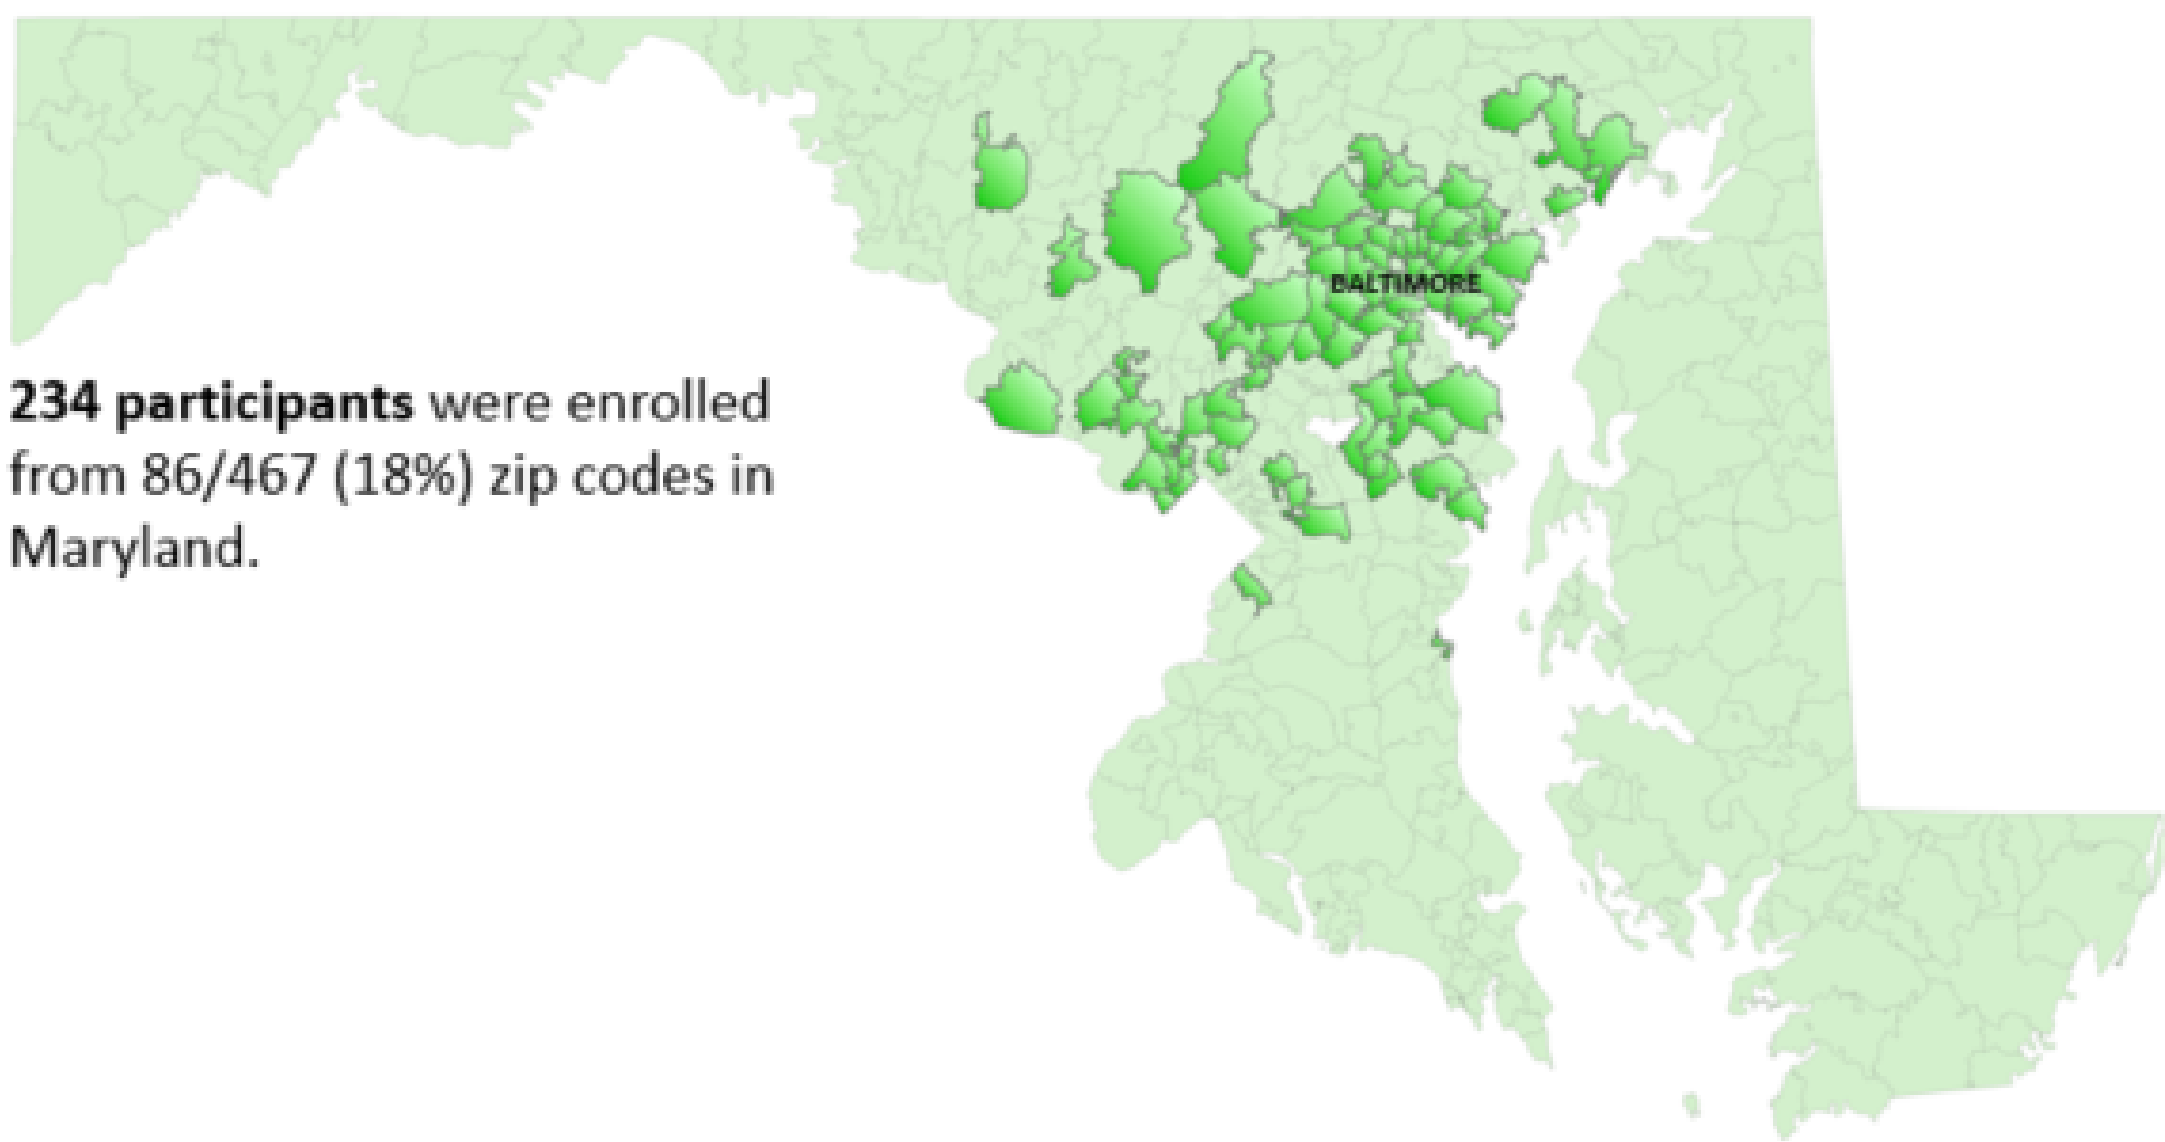 BALTIMORE
234 participants were enrolled
from 86/467 (18%) zip codes in
Maryland.